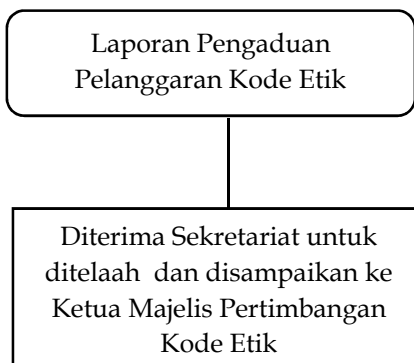 Laporan Pengaduan
Pelanggaran Kode Etik
Diterima Sekretariat untuk
ditelaah dan disampaikan ke
Ketua Majelis Pertimbangan
Kode Etik